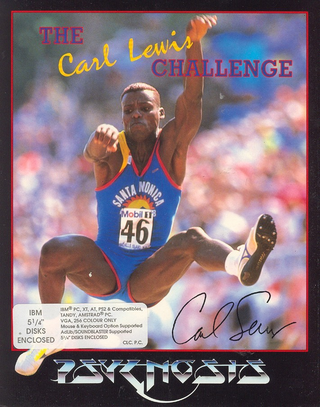 THE
Carl Lewis
CHALLENGE
SANTA MONICA
Mobil
46
IBM
5¼"
DISKS
ENCLOSED
IBM® PC, XT, AT, PS2 & Compatibles,
TANDY, AMSTRAD® PC.
VGA, 256 COLOUR ONLY
Mouse & Keyboard Option Supported
Adlib/SOUNDBLASTER Supported
5¼" DISKS ENCLOSED
CLC. P.C.
Carl Lewis
PSYGNOSIS